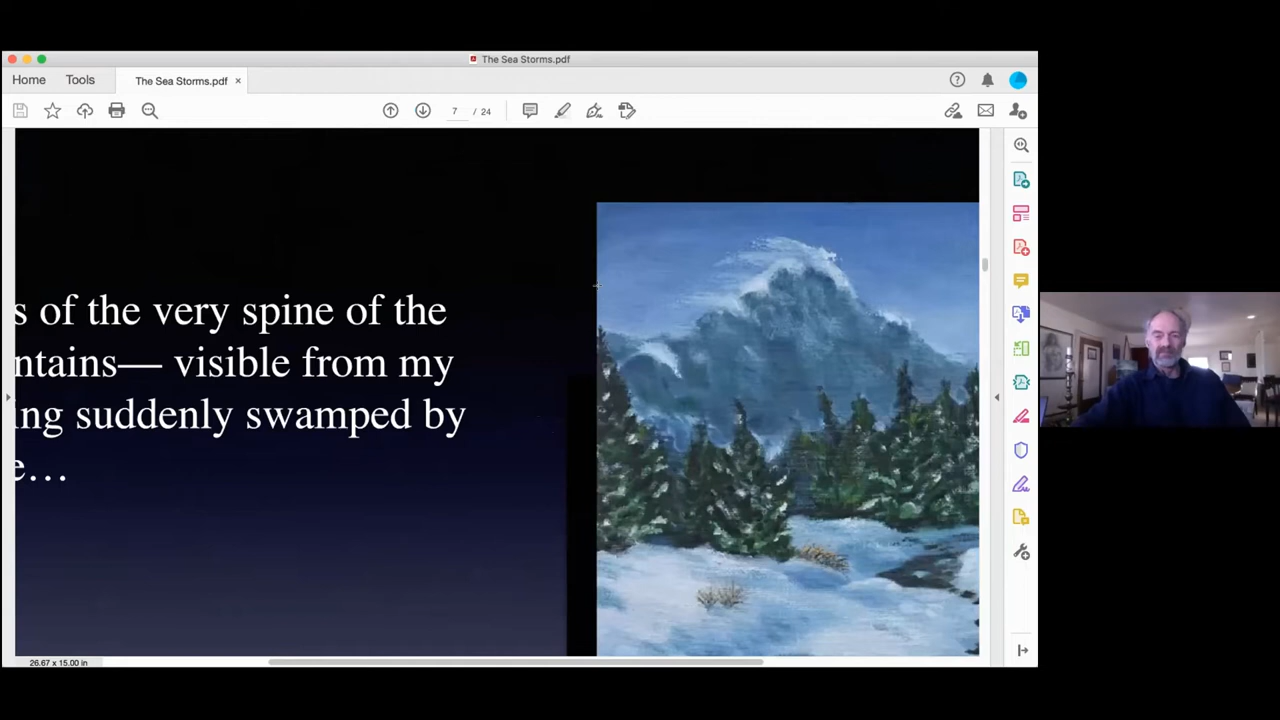 The Sea Storms.pdf
Home
Tools
The Sea Storms.pdf
7 / 24
s of the very spine of the
ntains— visible from my
ing suddenly swamped by
e…
26.67 x 15.00 in